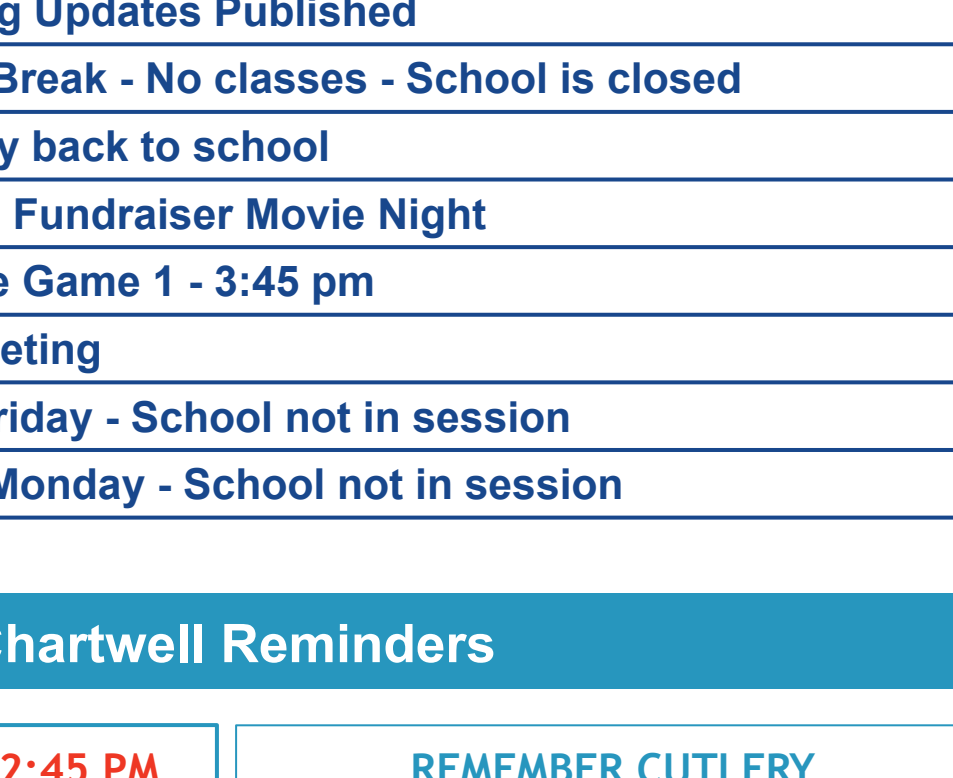 g Updates Published
Break - No classes - School is closed
y back to school
Fundraiser Movie Night
e Game 1 - 3:45 pm
eting
riday - School not in session
Monday - School not in session
Chartwell Reminders
2:45 PM
REMEMBER CUTLERY